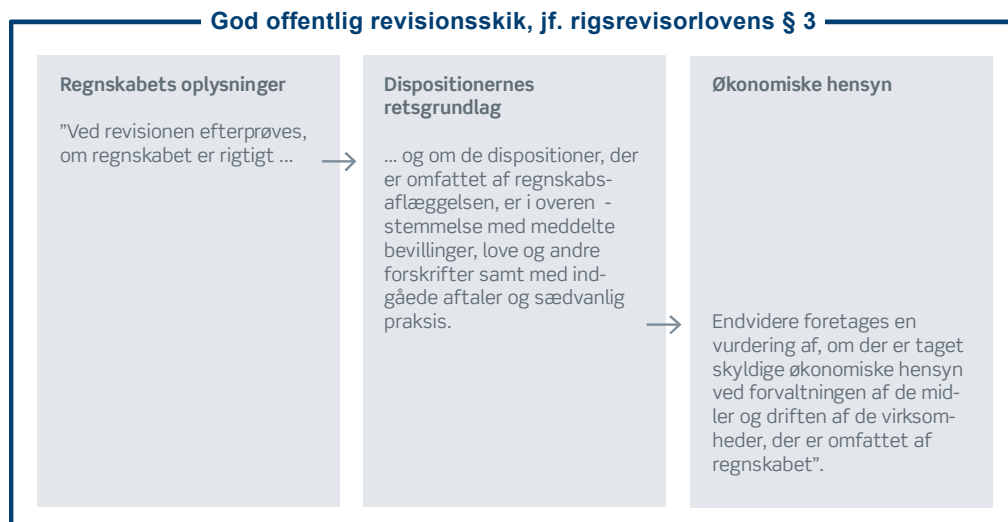 God offentlig revisionsskik, jf. rigsrevisorlovens § 3
Regnskabets oplysninger
”Ved revisionen efterprøves,
om regnskabet er rigtigt ...
Dispositionernes
retsgrundlag
... og om de dispositioner, der
er omfattet af regnskabs-
aflæggelsen, er i overen -
stemmelse med meddelte
bevillinger, love og andre
forskrifter samt med ind-
gåede aftaler og sædvanlig
praksis.
Økonomiske hensyn
Endvidere foretages en
vurdering af, om der er taget
skyldige økonomiske hensyn
ved forvaltningen af de mid-
ler og driften af de virksom-
heder, der er omfattet af
regnskabet”.